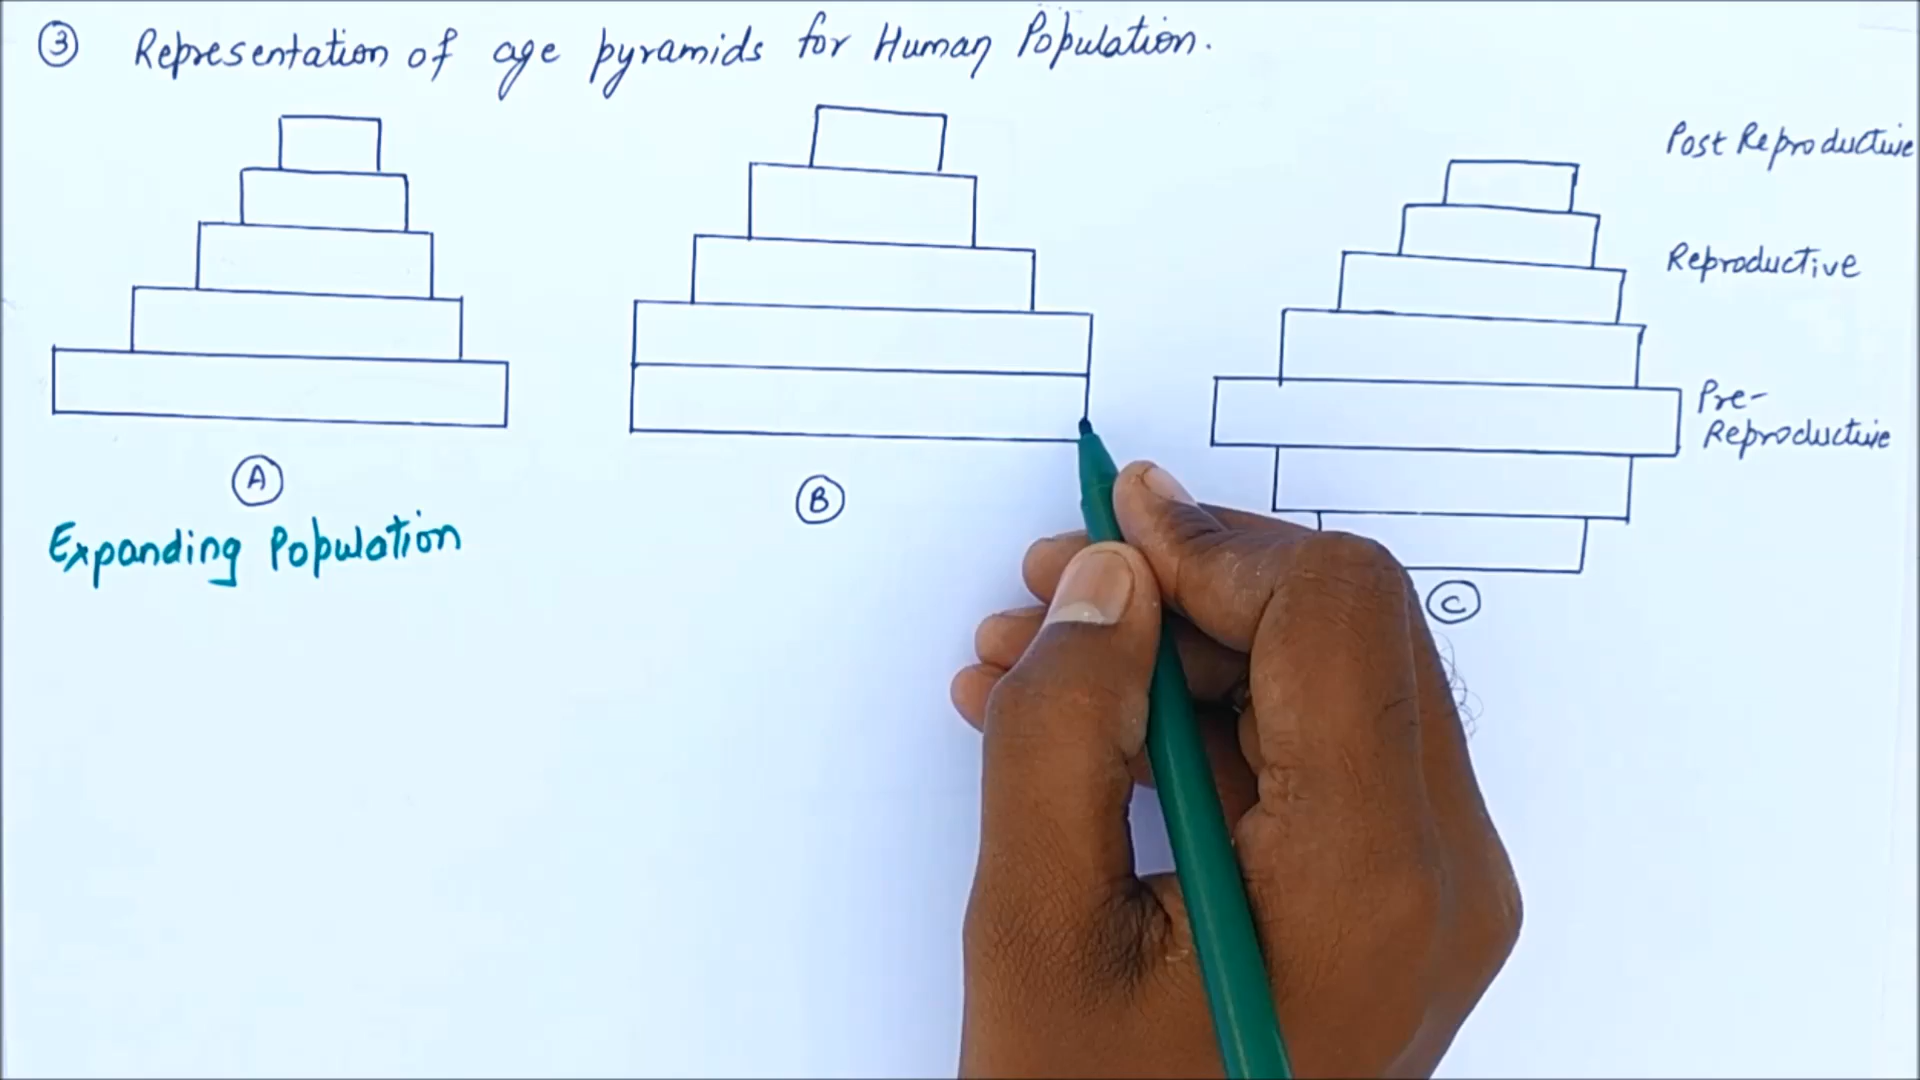 ③ Representation of age pyramids for Human Population.
Post Reproductive
Reproductive
Pre-
Reproductive
Ⓐ
Ⓑ
Ⓒ
Expanding Population